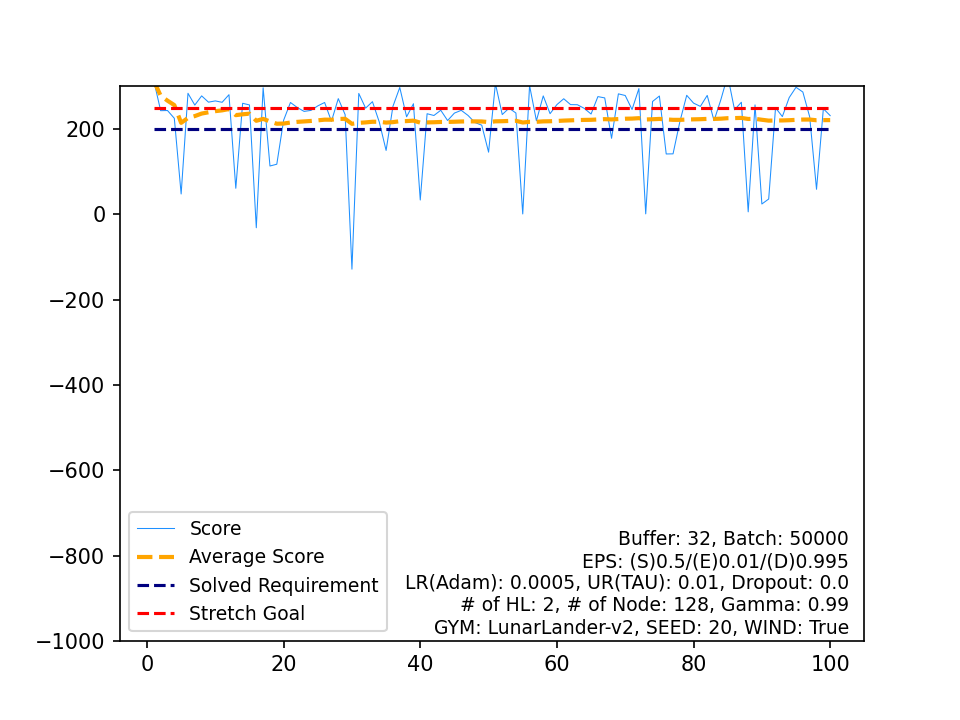 200
0
−200
−400
−600
−800
−1000
0
20
40
60
80
100
Score
Average Score
Solved Requirement
Stretch Goal
Buffer: 32, Batch: 50000
EPS: (S)0.5/(E)0.01/(D)0.995
LR(Adam): 0.0005, UR(TAU): 0.01, Dropout: 0.0
# of HL: 2, # of Node: 128, Gamma: 0.99
GYM: LunarLander-v2, SEED: 20, WIND: True